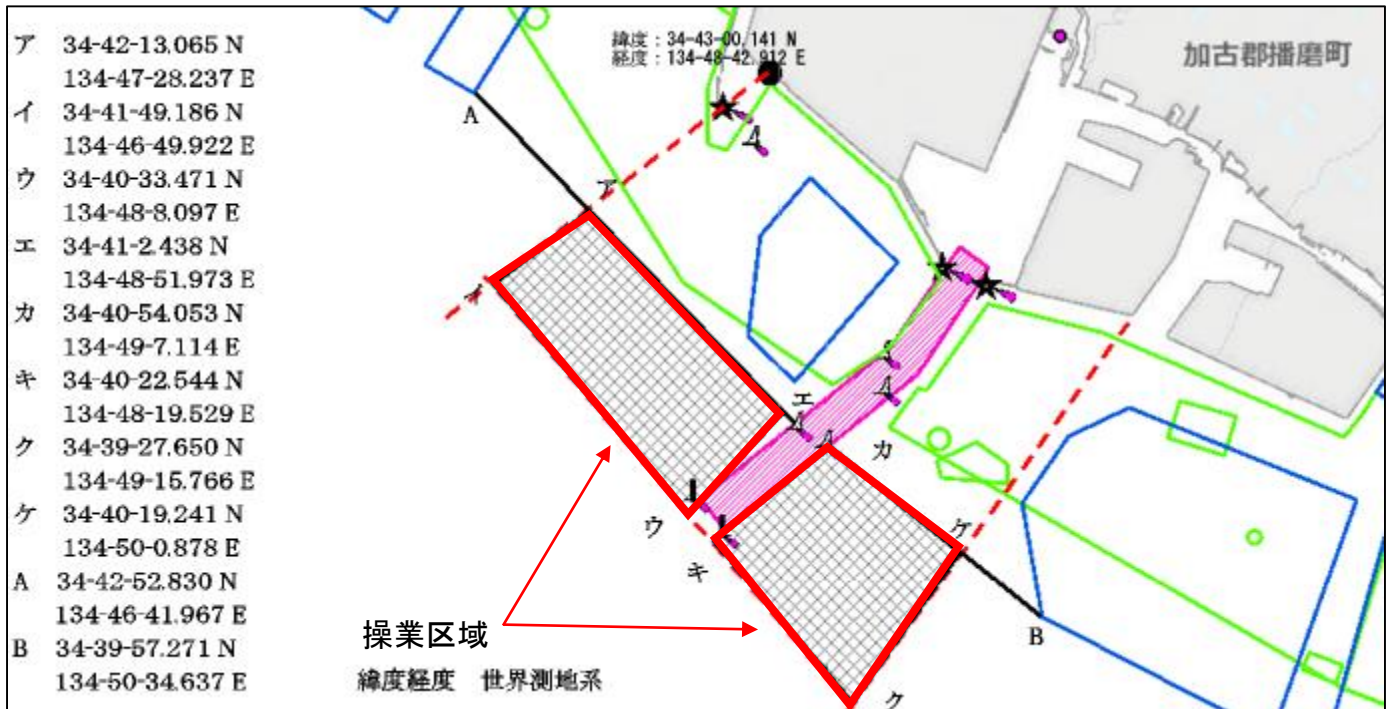 ア 34-42-13.065 N
134-47-28.237 E
イ 34-41-49.186 N
134-46-49.922 E
ウ 34-40-33.471 N
134-48-8.097 E
エ 34-41-2.438 N
134-48-51.973 E
カ 34-40-54.053 N
134-49-7.114 E
キ 34-40-22.544 N
134-48-19.529 E
ク 34-39-27.650 N
134-49-15.766 E
ケ 34-40-19.241 N
134-50-0.878 E
A 34-42-52.830 N
134-46-41.967 E
B 34-39-57.271 N
134-50-34.637 E
緯度：34-43-00.141 N
経度：134-48-42.912 E
加古郡播磨町
A
ア
イ
エ
カ
ウ
ケ
キ
B
操業区域
緯度経度 世界測地系
ク